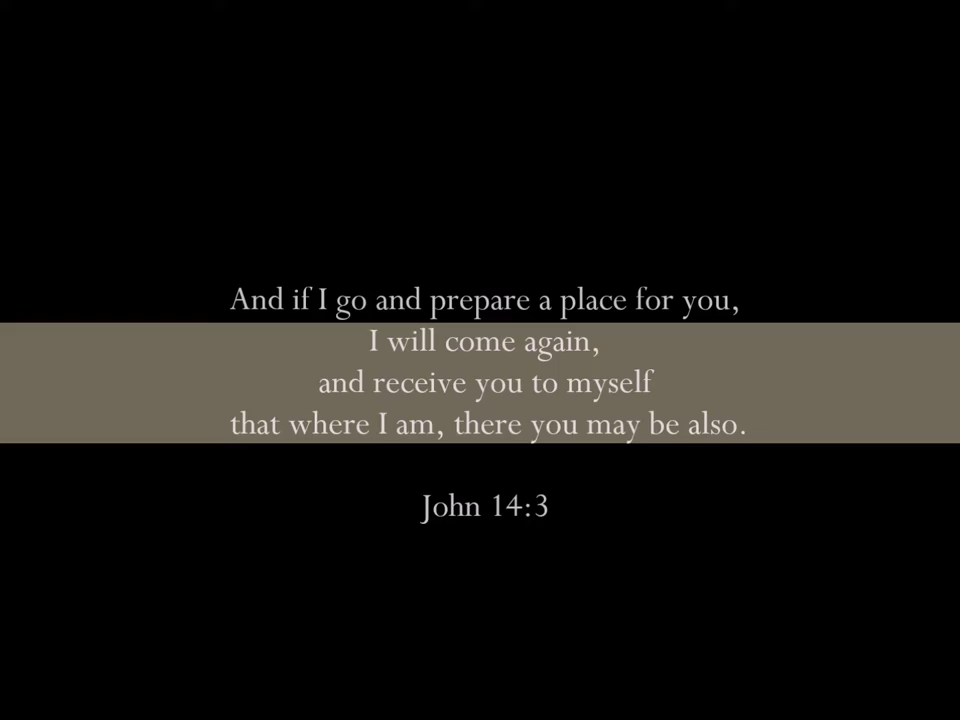 And if I go and prepare a place for you,
I will come again,
and receive you to myself
that where I am, there you may be also.
John 14:3